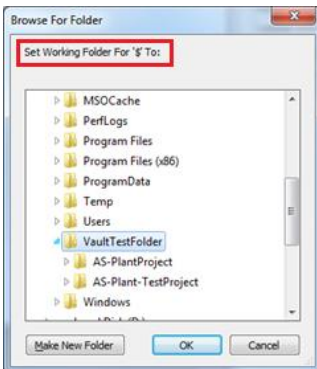 Browse For Folder
Set Working Folder For '$' To:
MSOCache
PerfLogs
Program Files
Program Files (x86)
ProgramData
Temp
Users
VaultTestFolder
AS-PlantProject
AS-Plant-TestProject
Windows
Make New Folder
OK
Cancel